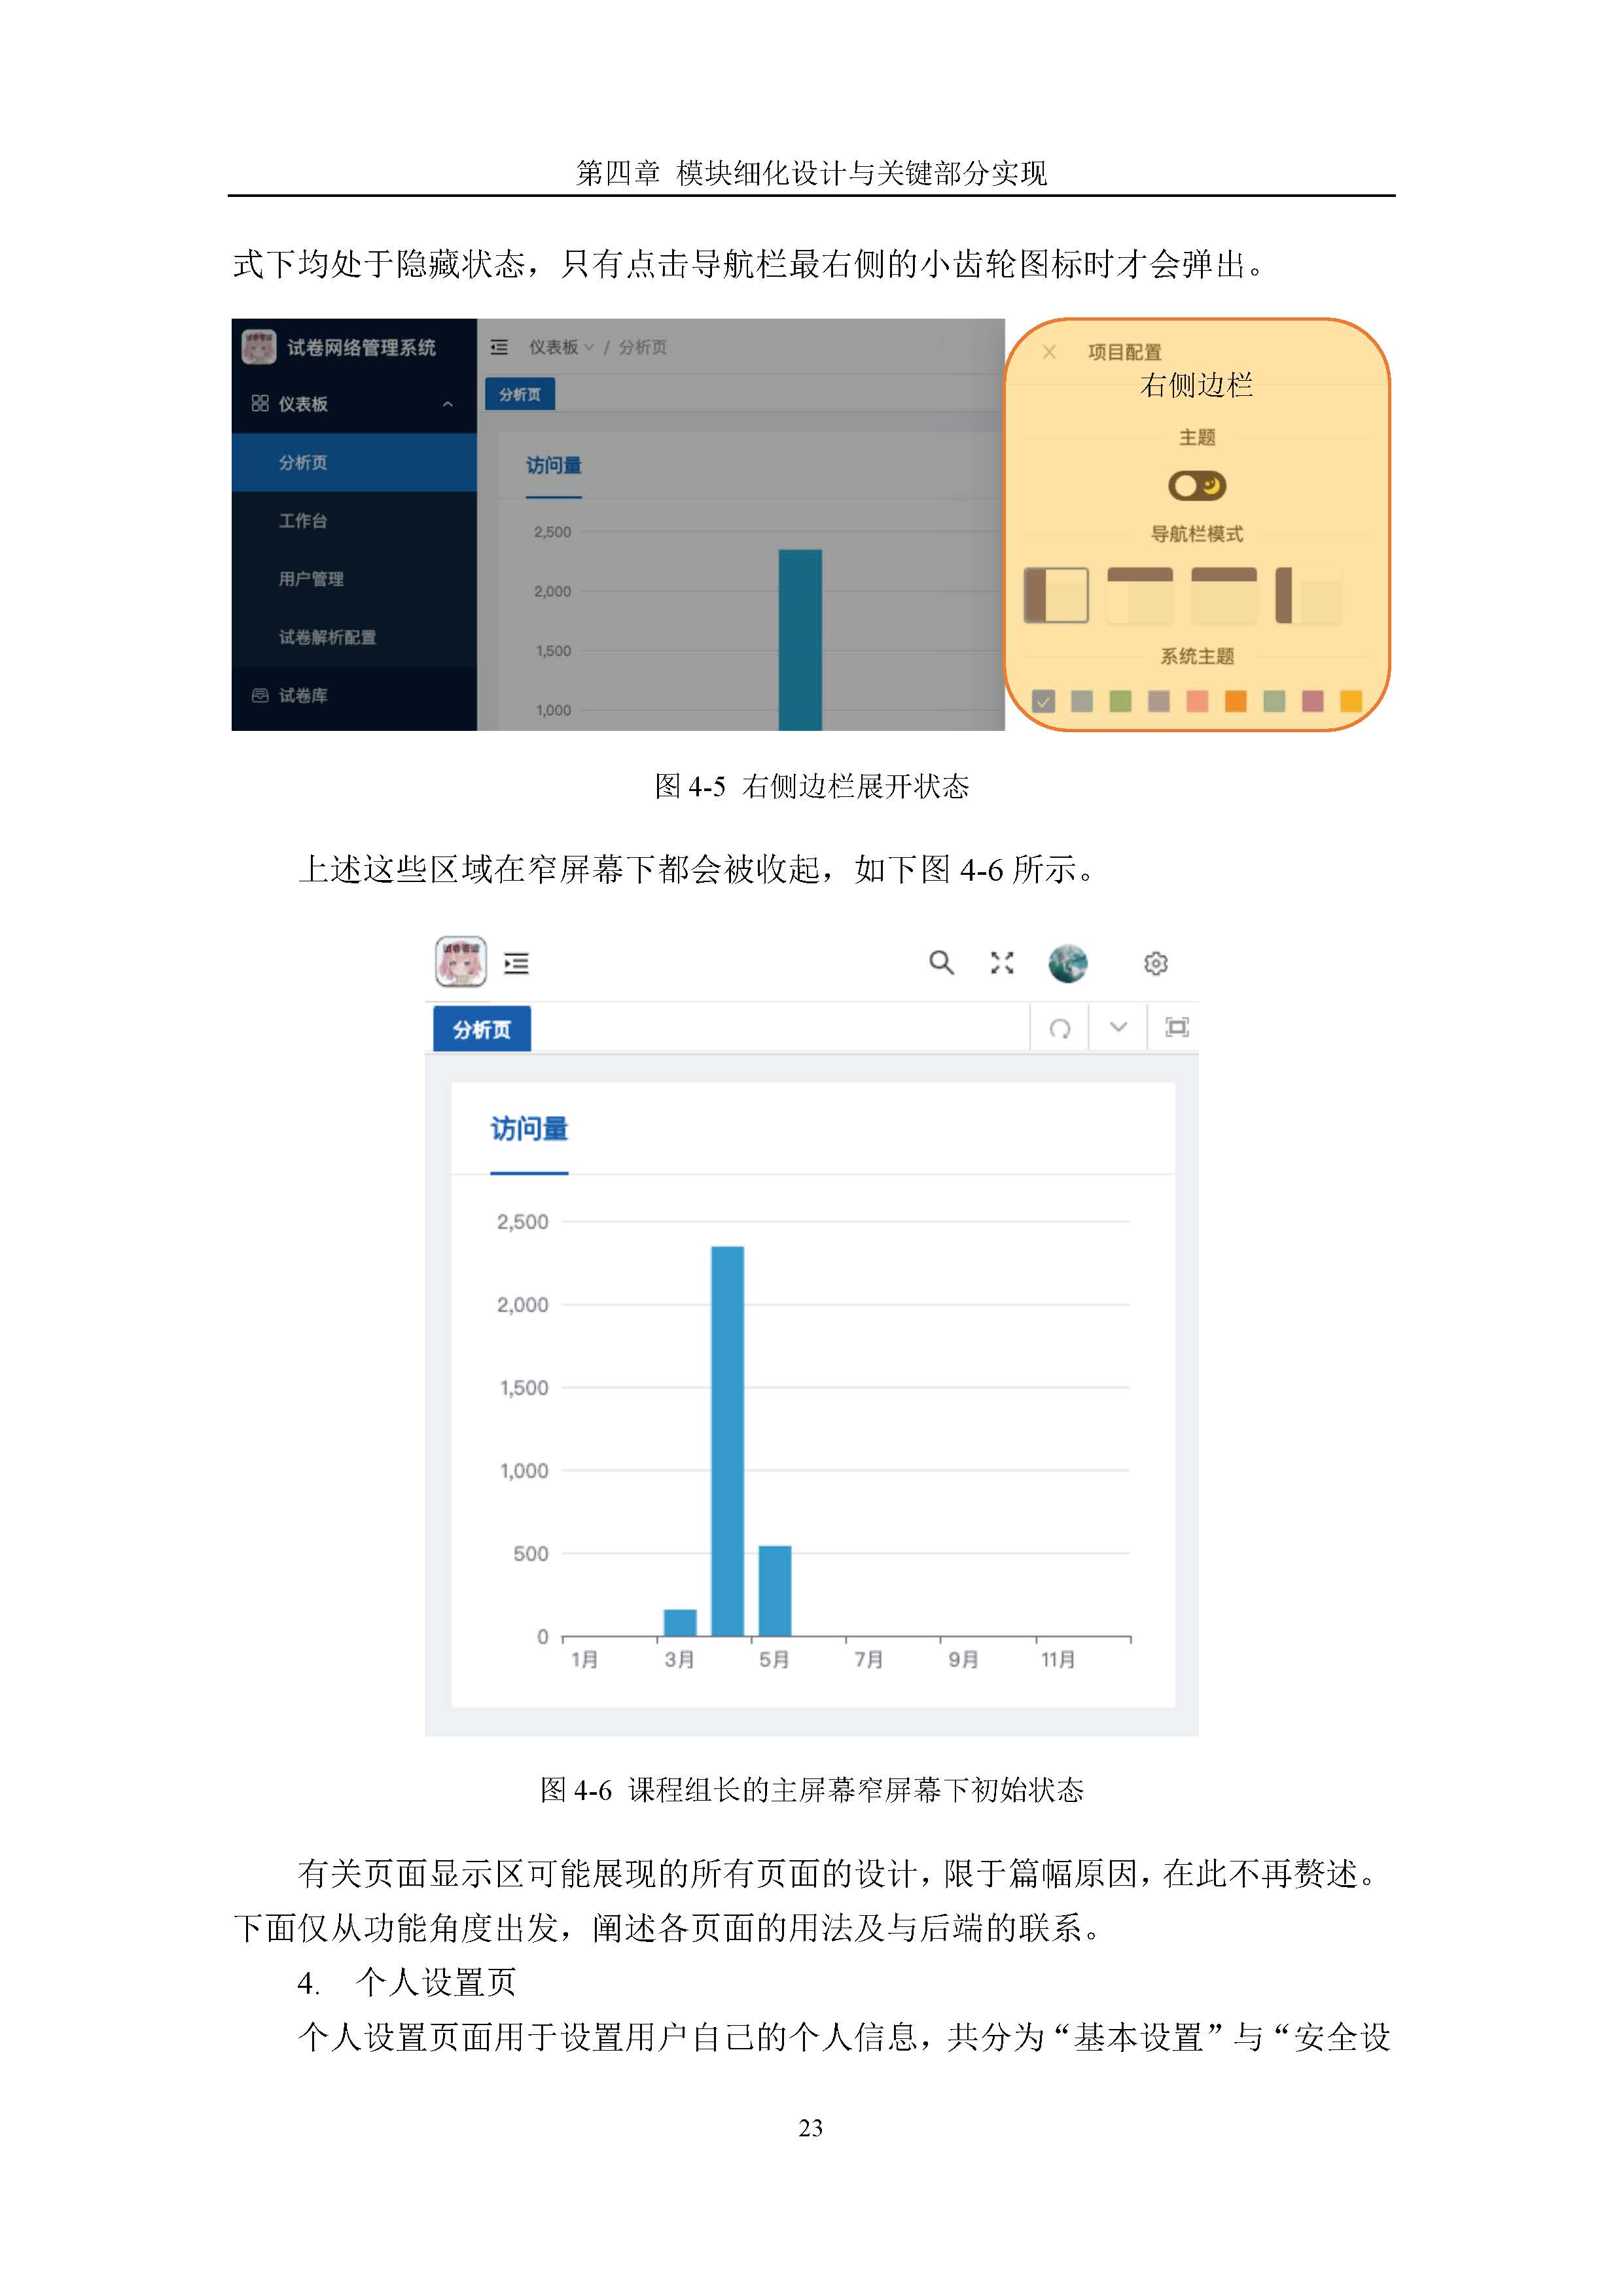 第四章 模块细化设计与关键部分实现
式下均处于隐藏状态，只有点击导航栏最右侧的小齿轮图标时才会弹出。
试卷网络管理系统
仪表板
分析页
工作台
用户管理
试卷解析配置
试卷库
仪表板 / 分析页
分析页
访问量
2,500
2,000
1,500
1,000
项目配置
右侧边栏
主题
导航栏模式
系统主题
图 4-5 右侧边栏展开状态
上述这些区域在窄屏幕下都会被收起，如下图 4-6 所示。
分析页
访问量
2,500
2,000
1,500
1,000
500
0
1月 3月 5月 7月 9月 11月
图 4-6 课程组长的主屏幕窄屏幕下初始状态
有关页面显示区可能展现的所有页面的设计，限于篇幅原因，在此不再赘述。
下面仅从功能角度出发，阐述各页面的用法及与后端的联系。
4. 个人设置页
个人设置页面用于设置用户自己的个人信息，共分为“基本设置”与“安全设
23